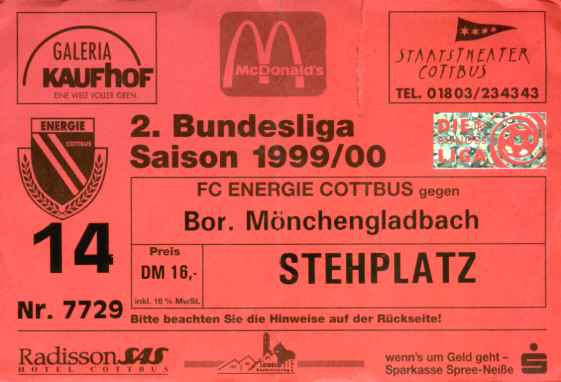 GALERIA
KAUFHOF
EINE WELT VOLLER IDEEN
McDonald's
STAATSTHEATER
COTTBUS
TEL. 01803/234343
ENERGIE
COTTBUS
2. Bundesliga
Saison 1999/00
DIE
LIGA
FC ENERGIE COTTBUS gegen
Bor. Mönchengladbach
14
Preis
DM 16,-
inkl. 16 % MwSt.
STEHPLATZ
Nr. 7729
Bitte beachten Sie die Hinweise auf der Rückseite!
Radisson SAS
HOTEL COTTBUS
wenn's um Geld geht –
Sparkasse Spree-Neiße